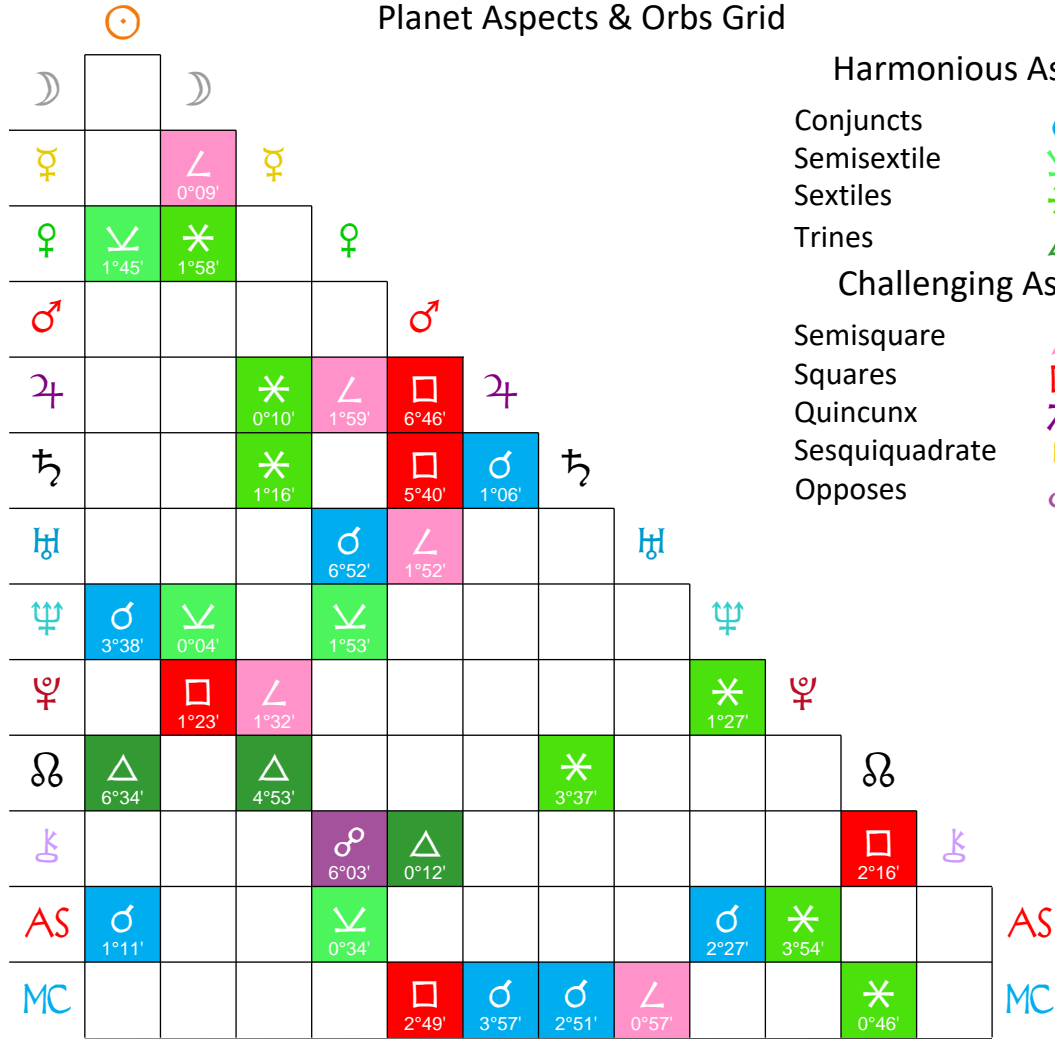 ☉ Planet Aspects & Orbs Grid
Harmonious As
☽ ☽
Conjuncts ☌
Semisextile ⚺
Sextiles ⚹
Trines △
☿ ∠ ☿
0°09'
♀ ⚺ ⚹ ♀
1°45' 1°58'
Challenging As
♂ ♂
Semisquare
Squares
Quincunx
Sesquiquadrate
Opposes
♃ ⚹ ∠ □ ♃
0°10' 1°59' 6°46'
♄ ⚹ □ ☌ ♄
1°16' 5°40' 1°06'
♅ ☌ ∠ ♅
6°52' 1°52'
♆ ☌ ⚺ ⚺ ♆
3°38' 0°04' 1°53'
♇ □ ∠ ⚹ ♇
1°23' 1°32' 1°27'
☊ △ △ ⚹ ☊
6°34' 4°53' 3°37'
⚷ ☍ △ □ ⚷
6°03' 0°12' 2°16'
AS ☌ ⚺ ☌ ⚹ AS
1°11' 0°34' 2°27' 3°54'
MC □ ☌ ☌ ∠ ⚹ MC
2°49' 3°57' 2°51' 0°57' 0°46'